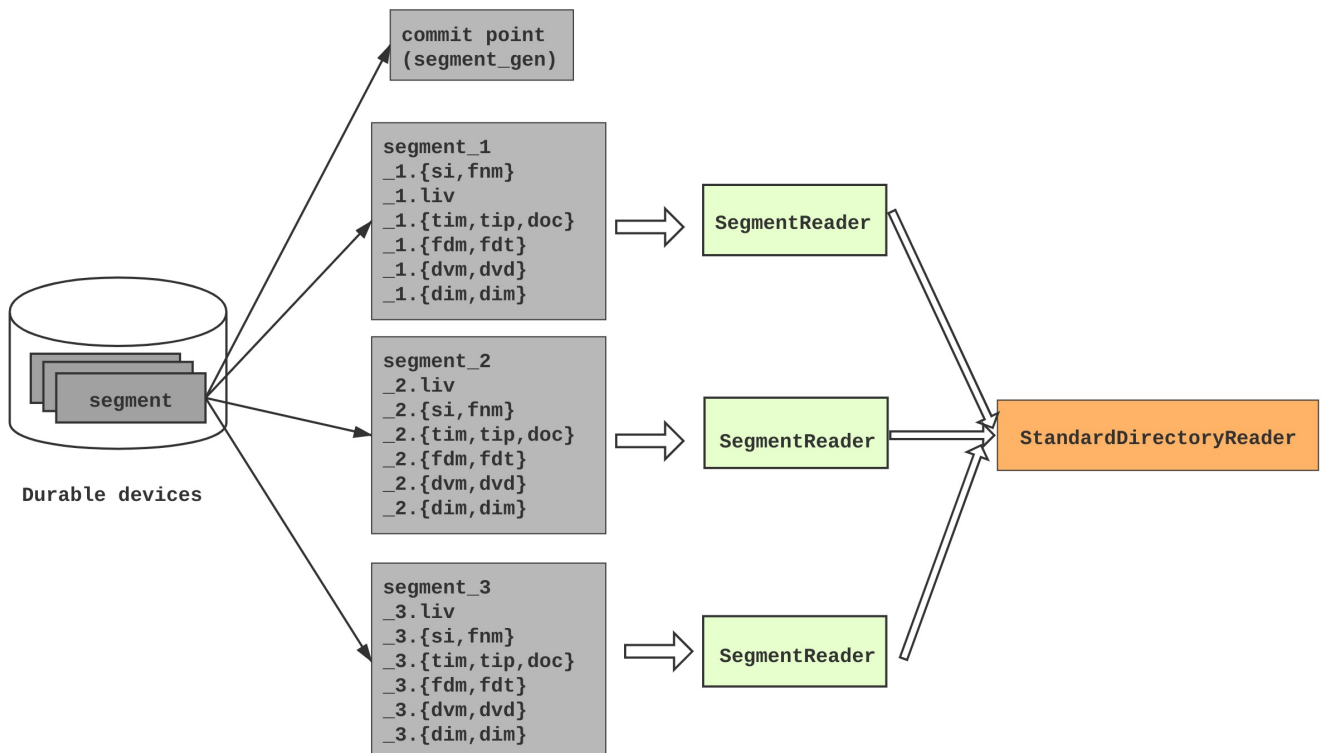 commit point
(segment_gen)
segment_1
_1.{si,fnm}
_1.liv
_1.{tim,tip,doc}
_1.{fdm,fdt}
_1.{dvm,dvd}
_1.{dim,dim}
SegmentReader
segment
Durable devices
segment_2
_2.liv
_2.{si,fnm}
_2.{tim,tip,doc}
_2.{fdm,fdt}
_2.{dvm,dvd}
_2.{dim,dim}
SegmentReader
StandardDirectoryReader
segment_3
_3.liv
_3.{si,fnm}
_3.{tim,tip,doc}
_3.{fdm,fdt}
_3.{dvm,dvd}
_3.{dim,dim}
SegmentReader